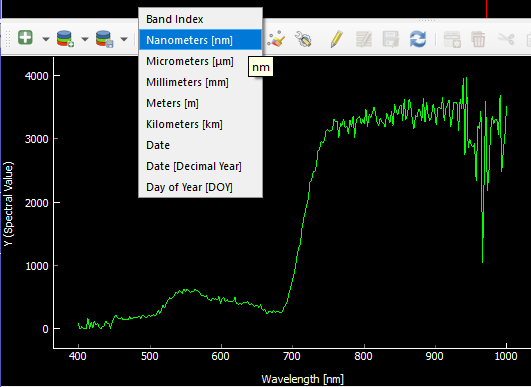 Band Index
Nanometers [nm]
Micrometers [µm]
nm
Millimeters [mm]
Meters [m]
Kilometers [km]
Date
Date [Decimal Year]
Day of Year [DOY]
Y (Spectral Value)
4000
3000
2000
1000
0
400
500
600
700
800
900
1000
Wavelength [nm]